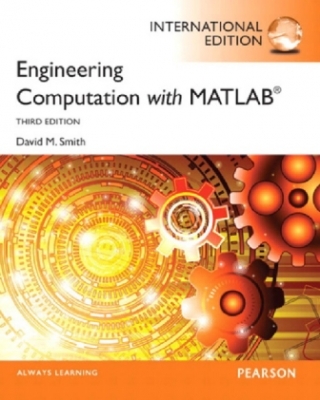 INTERNATIONAL
EDITION
Engineering
Computation with MATLAB®
THIRD EDITION
David M. Smith
ALWAYS LEARNING
PEARSON